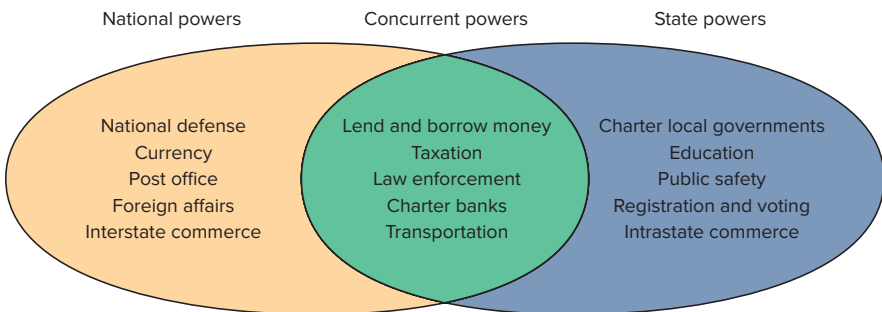 National powers
Concurrent powers
State powers
National defense
Currency
Post office
Foreign affairs
Interstate commerce
Lend and borrow money
Taxation
Law enforcement
Charter banks
Transportation
Charter local governments
Education
Public safety
Registration and voting
Intrastate commerce